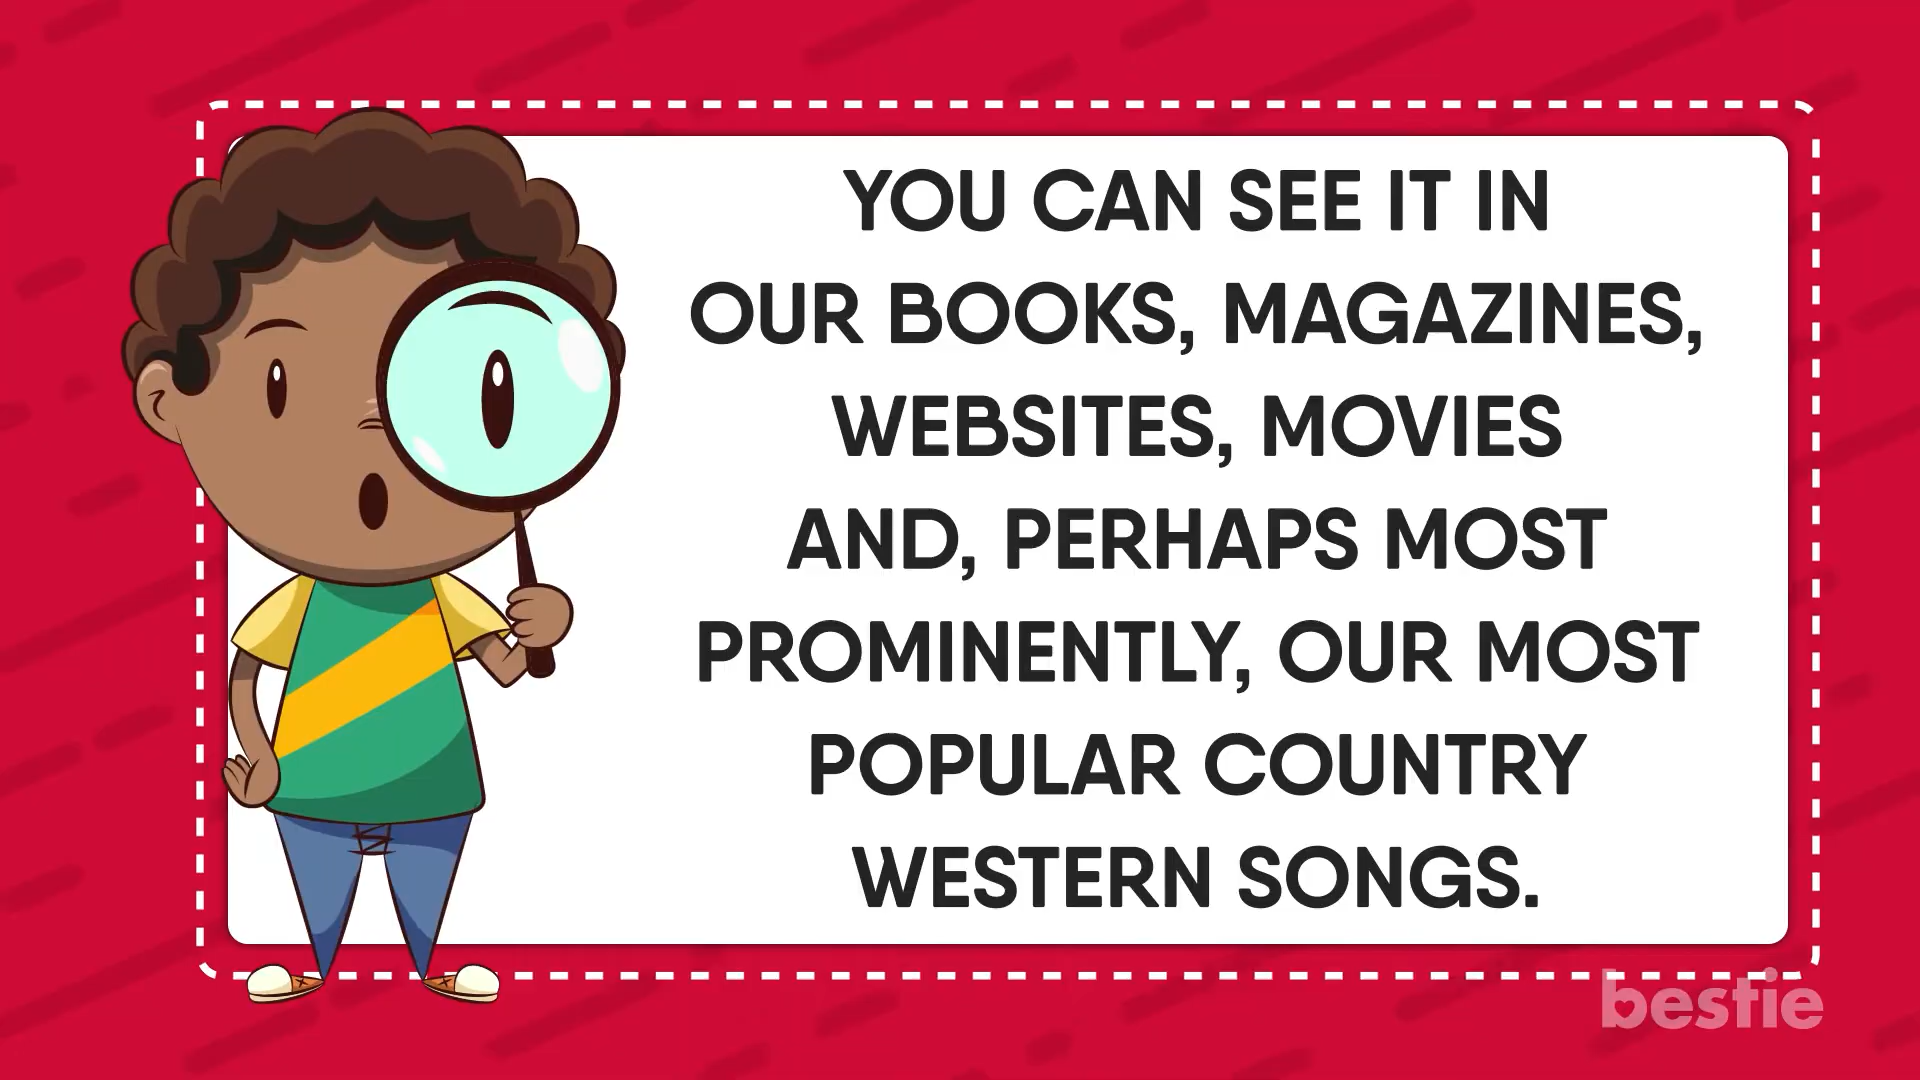 YOU CAN SEE IT IN
OUR BOOKS, MAGAZINES,
WEBSITES, MOVIES
AND, PERHAPS MOST
PROMINENTLY, OUR MOST
POPULAR COUNTRY
WESTERN SONGS.
bestie